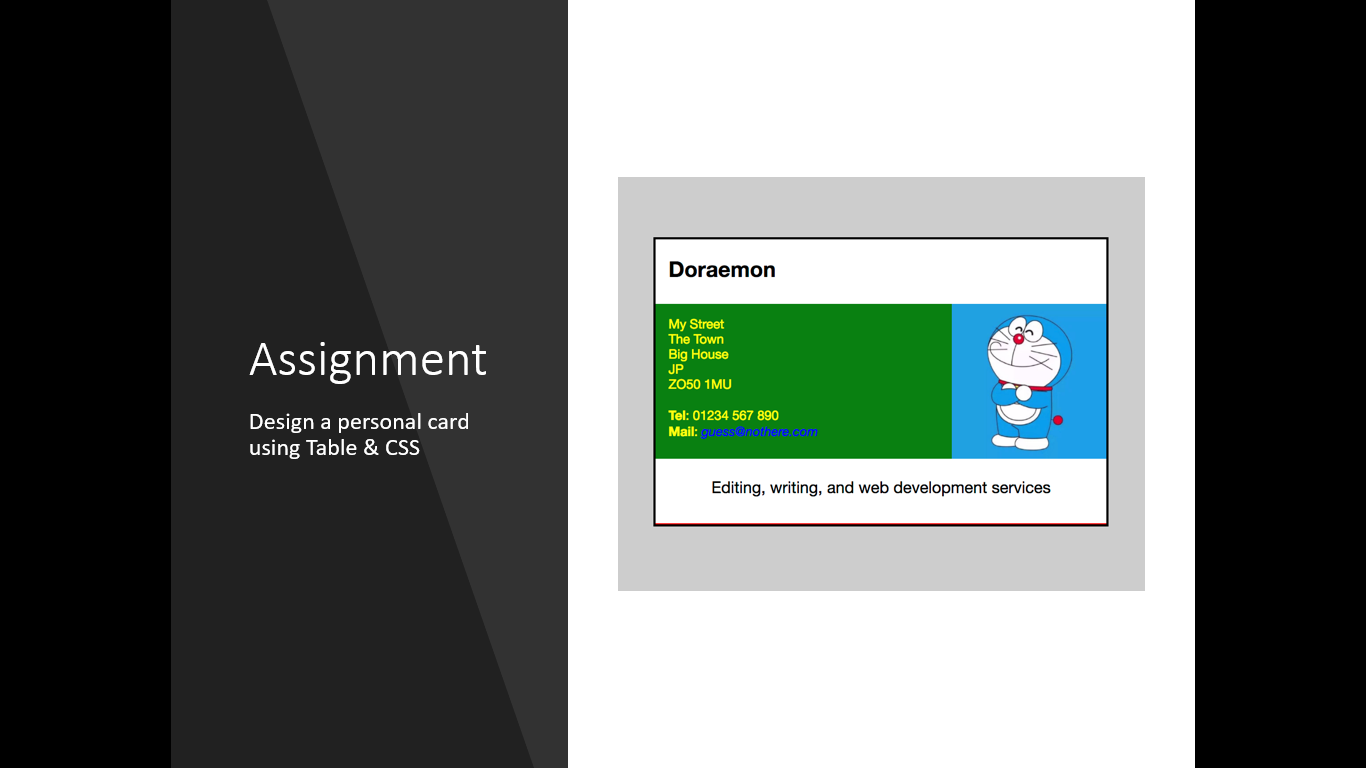 Assignment
Design a personal card
using Table & CSS
Doraemon
My Street
The Town
Big House
JP
ZO50 1MU
Tel: 01234 567 890
Mail: guess@nothere.com
Editing, writing, and web development services